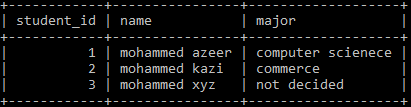 | student_id | name | major |
| 1 | mohammed azeer | computer scienece |
| 2 | mohammed kazi | commerce |
| 3 | mohammed xyz | not decided |